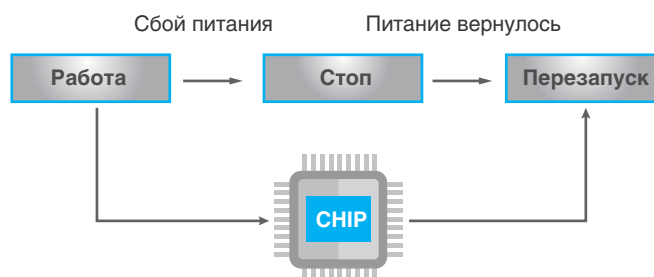 Сбой питания
Питание вернулось
Работа
Стоп
Перезапуск
CHIP